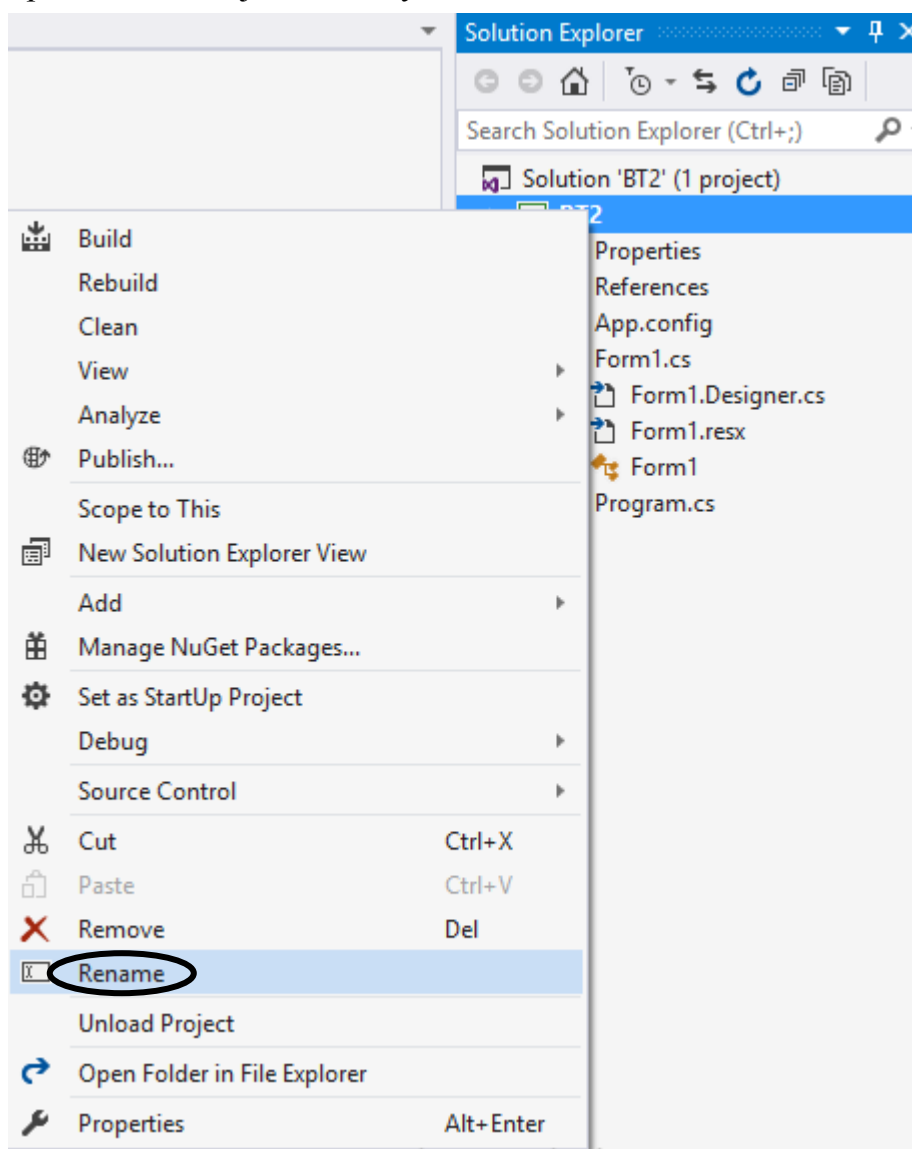 Solution Explorer
Search Solution Explorer (Ctrl+;)
Solution 'BT2' (1 project)
Properties
References
App.config
Form1.cs
Form1.Designer.cs
Form1.resx
Form1
Program.cs
Build
Rebuild
Clean
View
Analyze
Publish...
Scope to This
New Solution Explorer View
Add
Manage NuGet Packages...
Set as StartUp Project
Debug
Source Control
Cut Ctrl+X
Paste Ctrl+V
Remove Del
Rename
Unload Project
Open Folder in File Explorer
Properties Alt+Enter